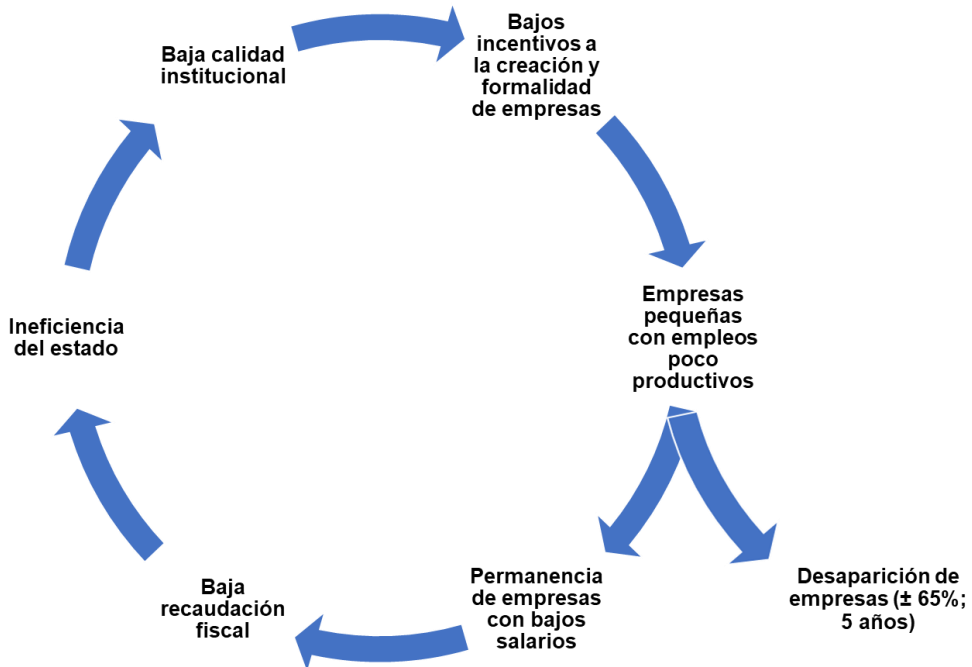 Baja calidad
institucional
Bajos
incentivos a
la creación y
formalidad
de empresas
Empresas
pequeñas
con empleos
poco
productivos
Desaparición de
empresas (± 65%;
5 años)
Permanencia
de empresas
con bajos
salarios
Baja
recaudación
fiscal
Ineficiencia
del estado